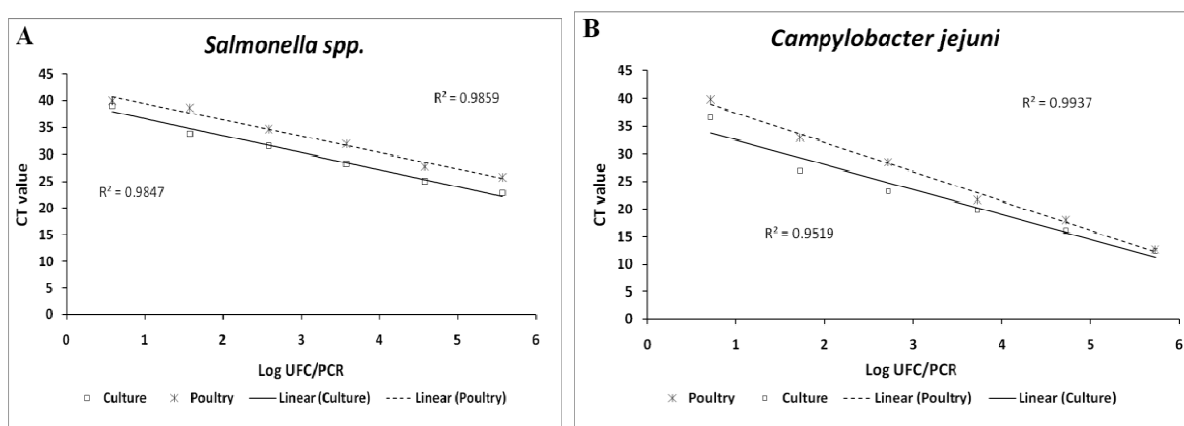 A
Salmonella spp.
45
40
35
30
25
20
15
10
5
0
CT value
R² = 0.9859
R² = 0.9847
0 1 2 3 4 5 6
Log UFC/PCR
Culture Poultry Linear (Culture) Linear (Poultry)
B
Campylobacter jejuni
45
40
35
30
25
20
15
10
5
0
CT value
R² = 0.9937
R² = 0.9519
0 1 2 3 4 5 6
Log UFC/PCR
Poultry Culture Linear (Poultry) Linear (Culture)